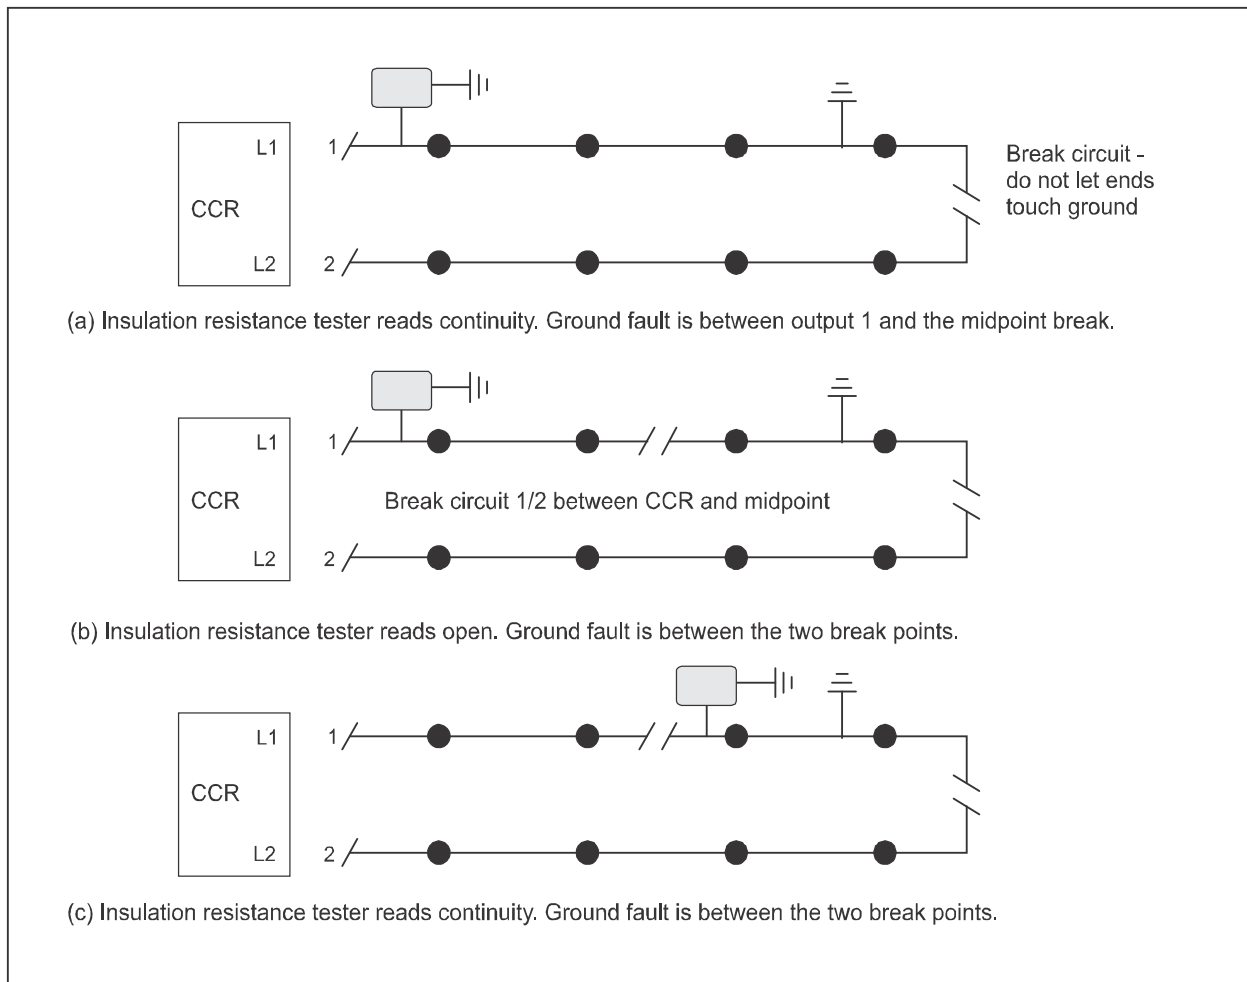 L1
1
CCR
L2
2
Break circuit -
do not let ends
touch ground
(a) Insulation resistance tester reads continuity. Ground fault is between output 1 and the midpoint break.
L1
1
CCR
Break circuit 1/2 between CCR and midpoint
L2
2
(b) Insulation resistance tester reads open. Ground fault is between the two break points.
L1
1
CCR
L2
2
(c) Insulation resistance tester reads continuity. Ground fault is between the two break points.